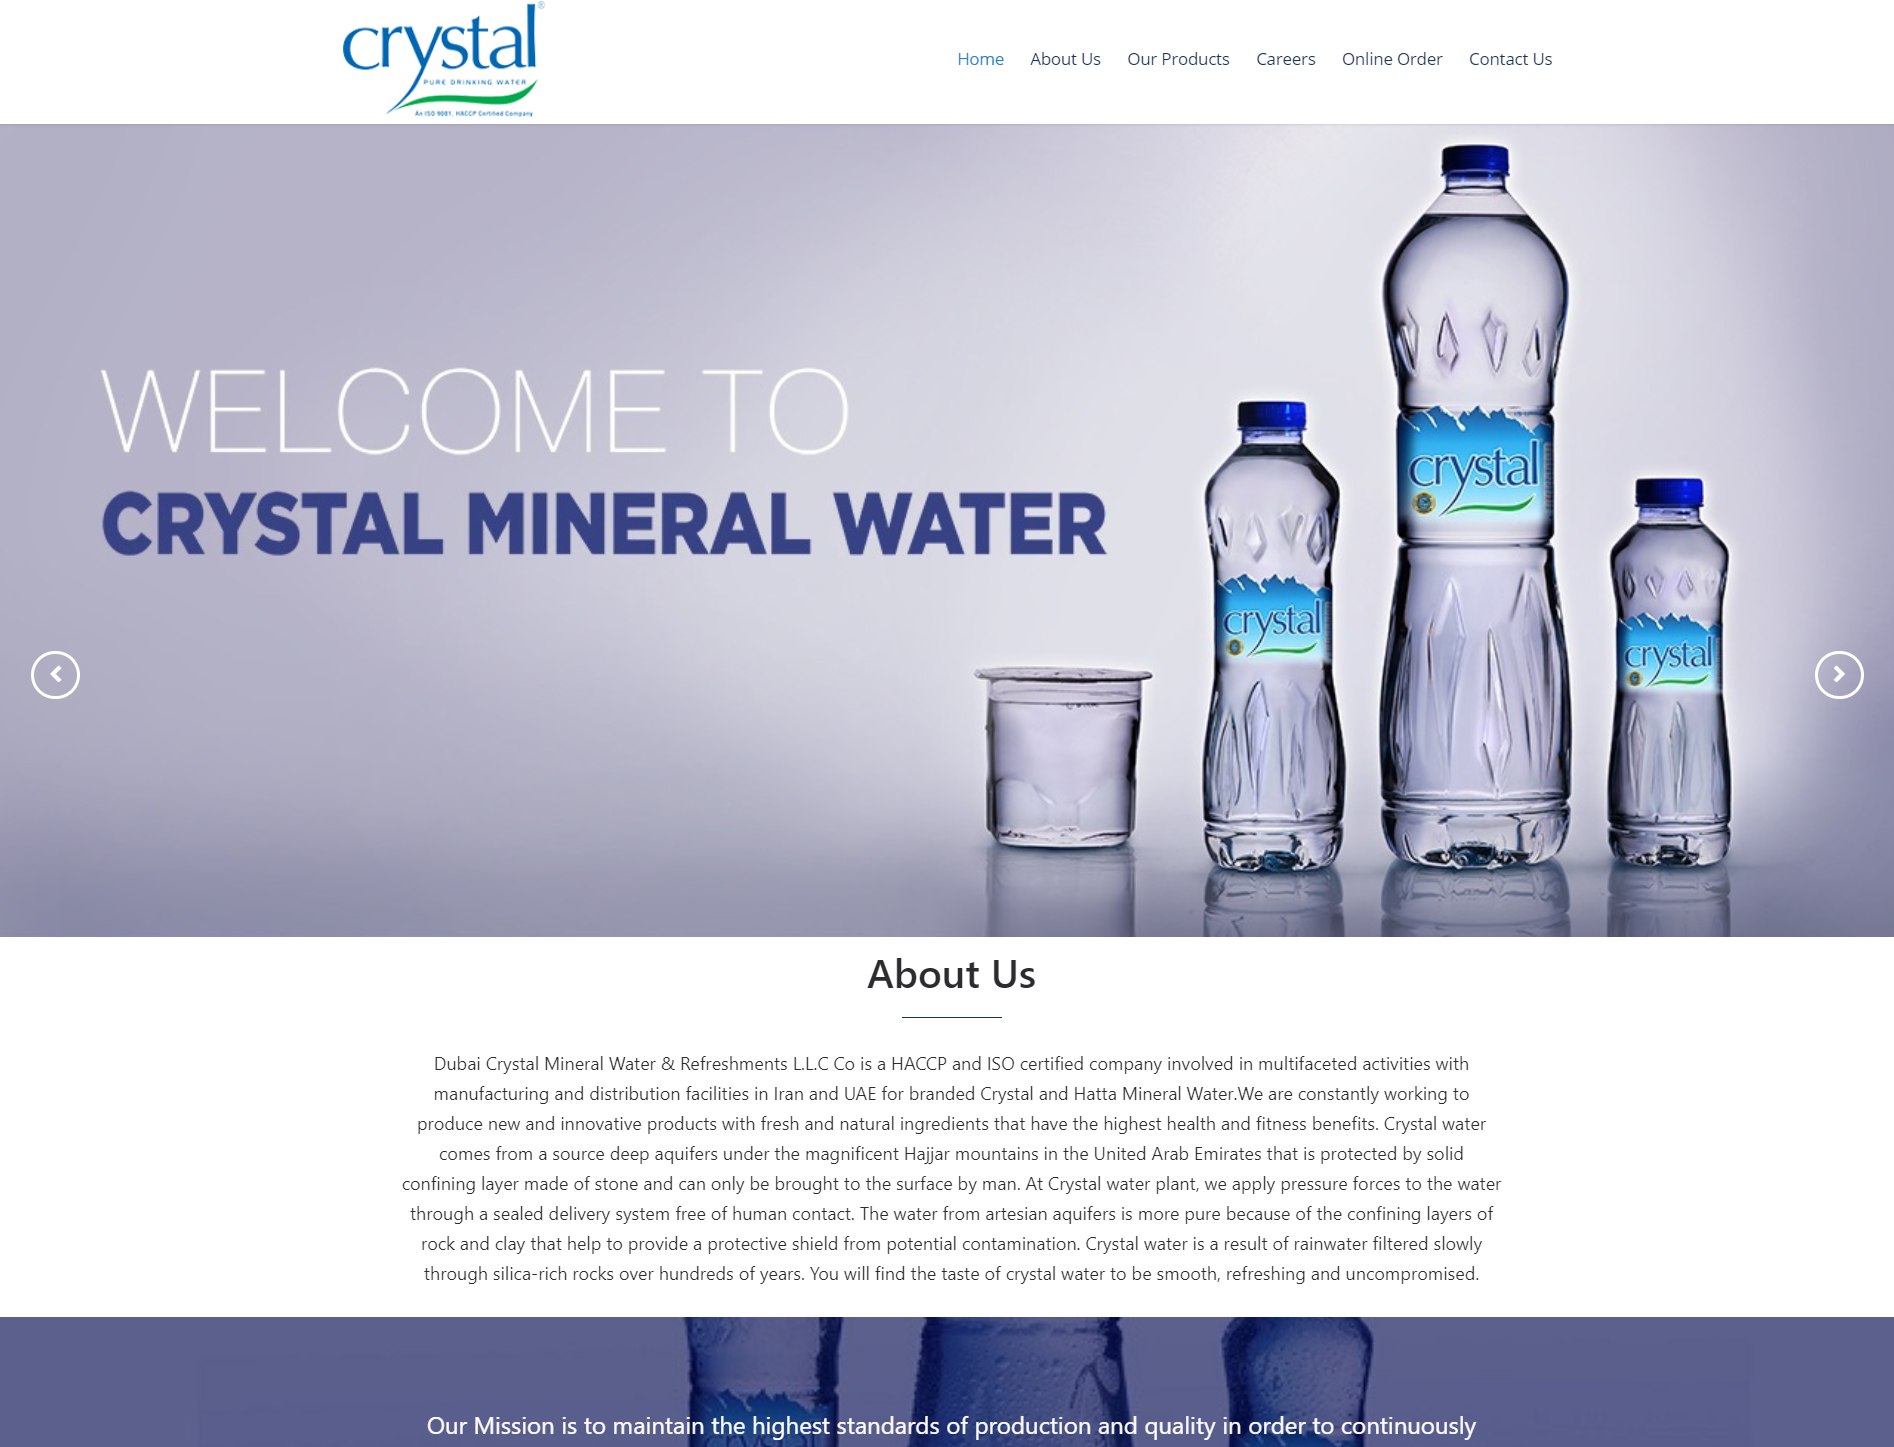 crystal®
PURE DRINKING WATER
An ISO 9001, HACCP Certified Company
Home About Us Our Products Careers Online Order Contact Us
WELCOME TO
CRYSTAL MINERAL WATER
crystal
crystal
crystal
About Us
Dubai Crystal Mineral Water & Refreshments L.L.C Co is a HACCP and ISO certified company involved in multifaceted activities with
manufacturing and distribution facilities in Iran and UAE for branded Crystal and Hatta Mineral Water.We are constantly working to
produce new and innovative products with fresh and natural ingredients that have the highest health and fitness benefits. Crystal water
comes from a source deep aquifers under the magnificent Hajjar mountains in the United Arab Emirates that is protected by solid
confining layer made of stone and can only be brought to the surface by man. At Crystal water plant, we apply pressure forces to the water
through a sealed delivery system free of human contact. The water from artesian aquifers is more pure because of the confining layers of
rock and clay that help to provide a protective shield from potential contamination. Crystal water is a result of rainwater filtered slowly
through silica-rich rocks over hundreds of years. You will find the taste of crystal water to be smooth, refreshing and uncompromised.
Our Mission is to maintain the highest standards of production and quality in order to continuously